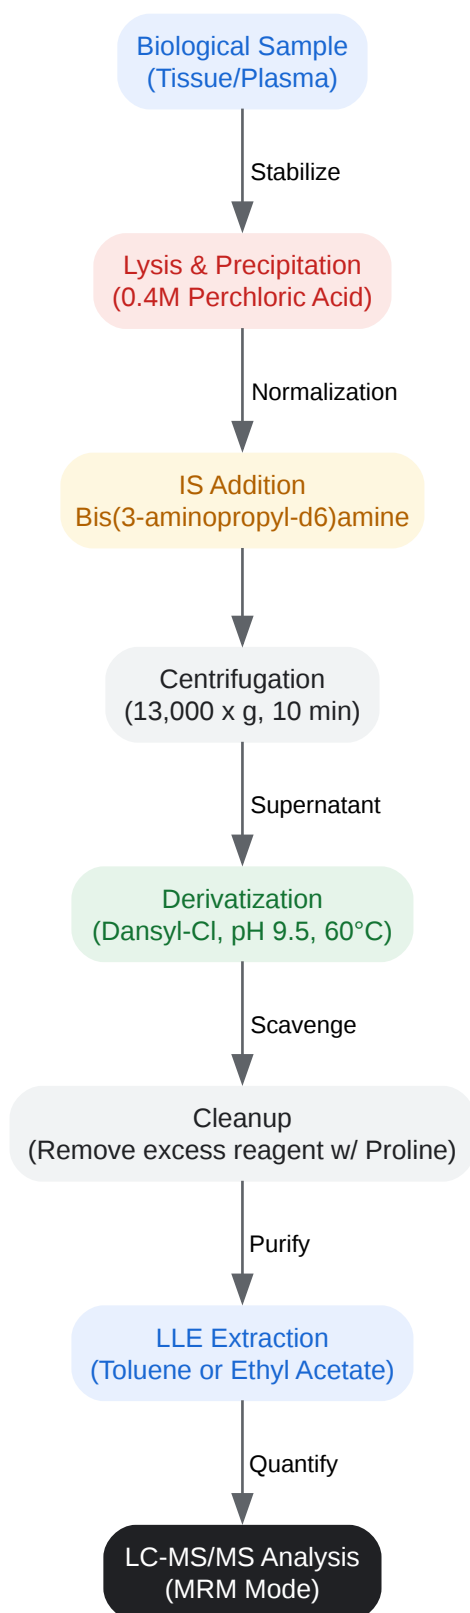 Biological Sample
(Tissue/Plasma)
Stabilize
Lysis & Precipitation
(0.4M Perchloric Acid)
Normalization
IS Addition
Bis(3-aminopropyl-d6)amine
Centrifugation
(13,000 x g, 10 min)
Supernatant
Derivatization
(Dansyl-Cl, pH 9.5, 60°C)
Scavenge
Cleanup
(Remove excess reagent w/ Proline)
Purify
LLE Extraction
(Toluene or Ethyl Acetate)
Quantify
LC-MS/MS Analysis
(MRM Mode)